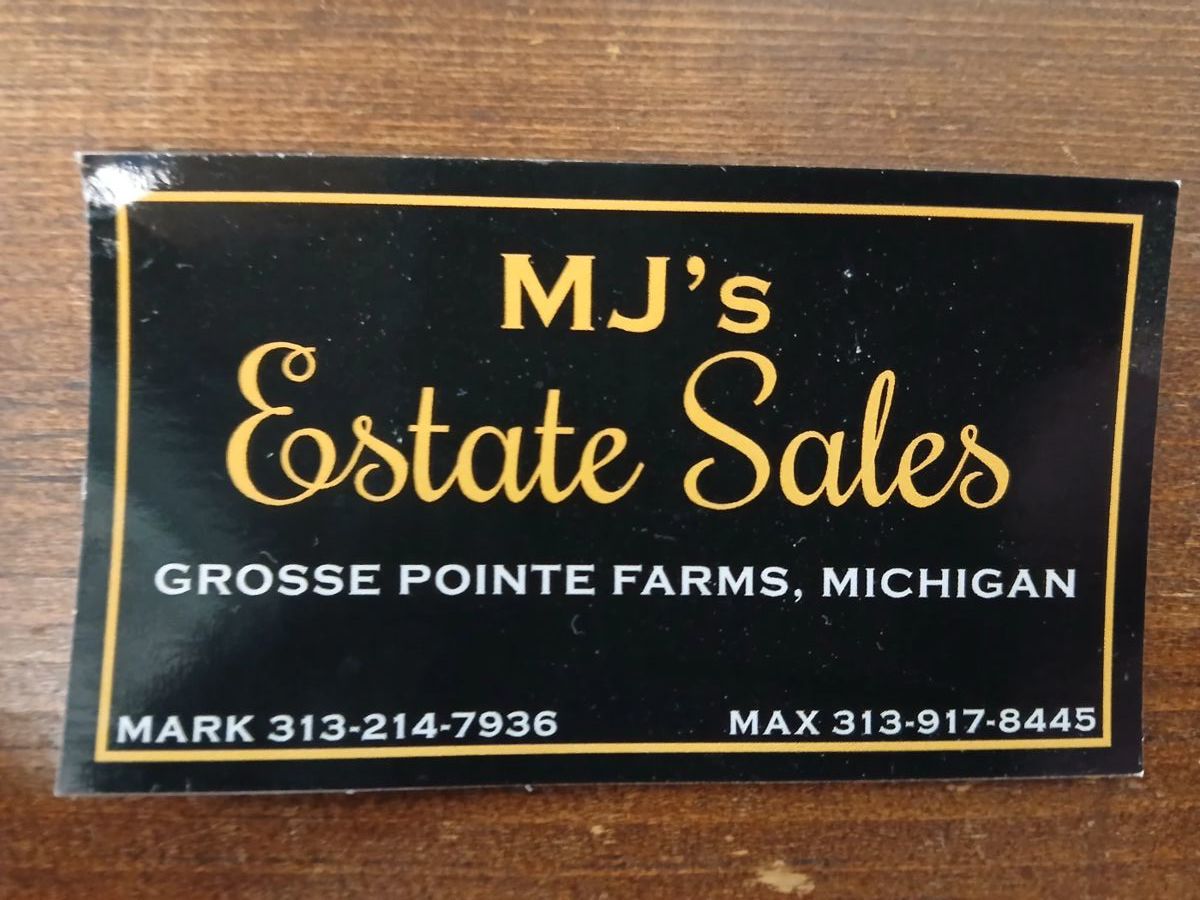 MJ's
Estate Sales
GROSSE POINTE FARMS, MICHIGAN
MARK 313-214-7936
MAX 313-917-8445